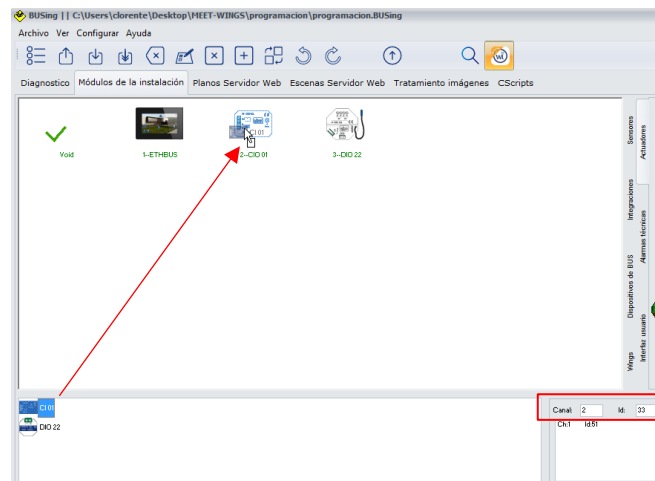 BUSing || C:\Users\clorente\Desktop\MEET-WINGS\programacion\programacion.BUSing
Archivo Ver Configurar Ayuda
Diagnostico Módulos de la instalación Planos Servidor Web Escenas Servidor Web Tratamiento imágenes CScripts
CI 01
Void 1--ETHBUS 2--CIO 01 3--DIO 22
Sensores
Actuadores
Integraciones
Alarmas técnicas
Dispositivos de BUS
Interfaz usuario
Wings
CI 01
DIO 22
Canal: 2 Id: 33
Ch:1 Id:51